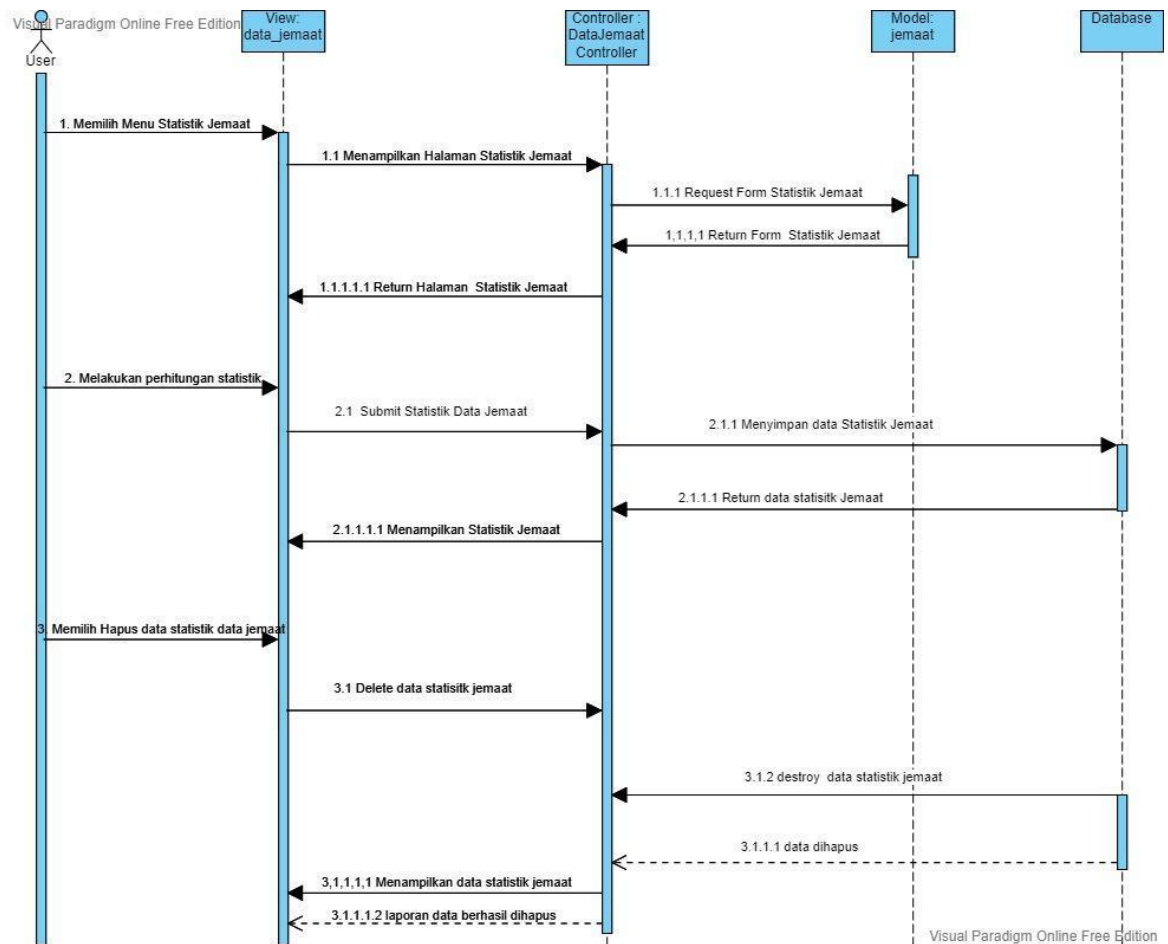 Visual Paradigm Online Free Edition
User
View:
data_jemaat
Controller :
DataJemaat
Controller
Model:
jemaat
Database
1. Memilih Menu Statistik Jemaat
1.1 Menampilkan Halaman Statistik Jemaat
1.1.1 Request Form Statistik Jemaat
1,1,1,1 Return Form Statistik Jemaat
1.1.1.1.1 Return Halaman Statistik Jemaat
2. Melakukan perhitungan statistik
2.1 Submit Statistik Data Jemaat
2.1.1 Menyimpan data Statistik Jemaat
2.1.1.1 Return data statisitk Jemaat
2.1.1.1.1 Menampilkan Statistik Jemaat
3. Memilih Hapus data statistik data jemaat
3.1 Delete data statisitk jemaat
3.1.2 destroy data statistik jemaat
3.1.1.1 data dihapus
3,1,1,1,1 Menampilkan data statistik jemaat
3.1.1.1.2 laporan data berhasil dihapus
Visual Paradigm Online Free Edition